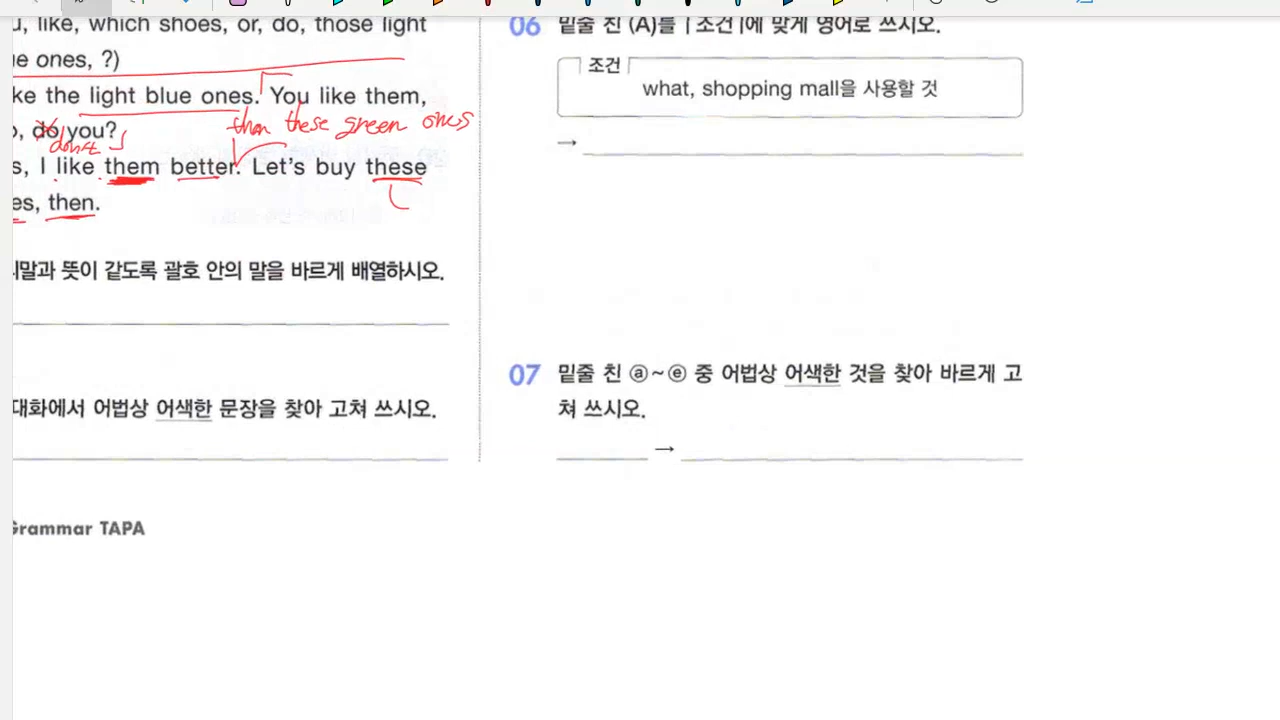 like, which shoes, or, do, those light
ones, ?)
the light blue ones. You like them,
than these green ones
do you?
don't
I like them better. Let's buy these
then.
뜻이 같도록 괄호 안의 말을 바르게 배열하시오.
대화에서 어법상 어색한 문장을 찾아 고쳐 쓰시오.
Grammar TAPA
06 밑줄 친 (A)를 |조건|에 맞게 영어로 쓰시오.
조건
what, shopping mall을 사용할 것
→
07 밑줄 친 ⓐ~ⓔ 중 어법상 어색한 것을 찾아 바르게 고
쳐 쓰시오.
→